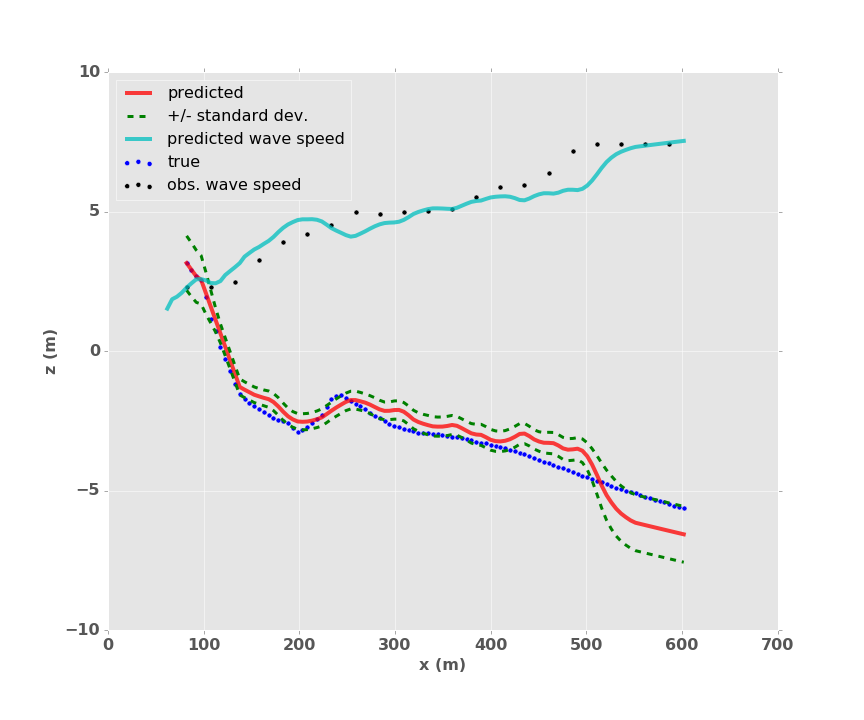 10
predicted
+/- standard dev.
predicted wave speed
true
obs. wave speed
5
z (m)
0
−5
−10
0 100 200 300 400 500 600 700
x (m)